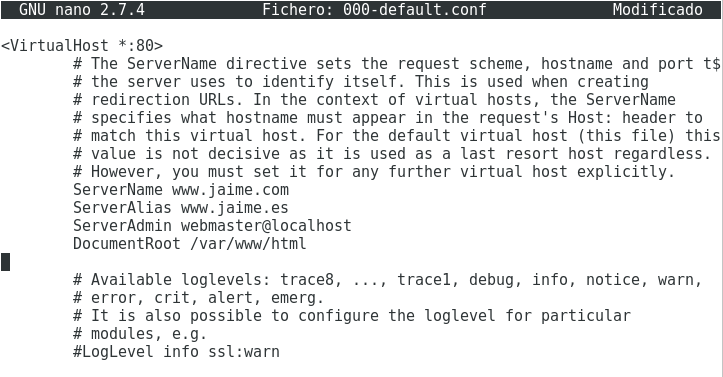 GNU nano 2.7.4 Fichero: 000-default.conf Modificado
<VirtualHost *:80>
# The ServerName directive sets the request scheme, hostname and port t$
# the server uses to identify itself. This is used when creating
# redirection URLs. In the context of virtual hosts, the ServerName
# specifies what hostname must appear in the request's Host: header to
# match this virtual host. For the default virtual host (this file) this
# value is not decisive as it is used as a last resort host regardless.
# However, you must set it for any further virtual host explicitly.
ServerName www.jaime.com
ServerAlias www.jaime.es
ServerAdmin webmaster@localhost
DocumentRoot /var/www/html
# Available loglevels: trace8, ..., trace1, debug, info, notice, warn,
# error, crit, alert, emerg.
# It is also possible to configure the loglevel for particular
# modules, e.g.
#LogLevel info ssl:warn